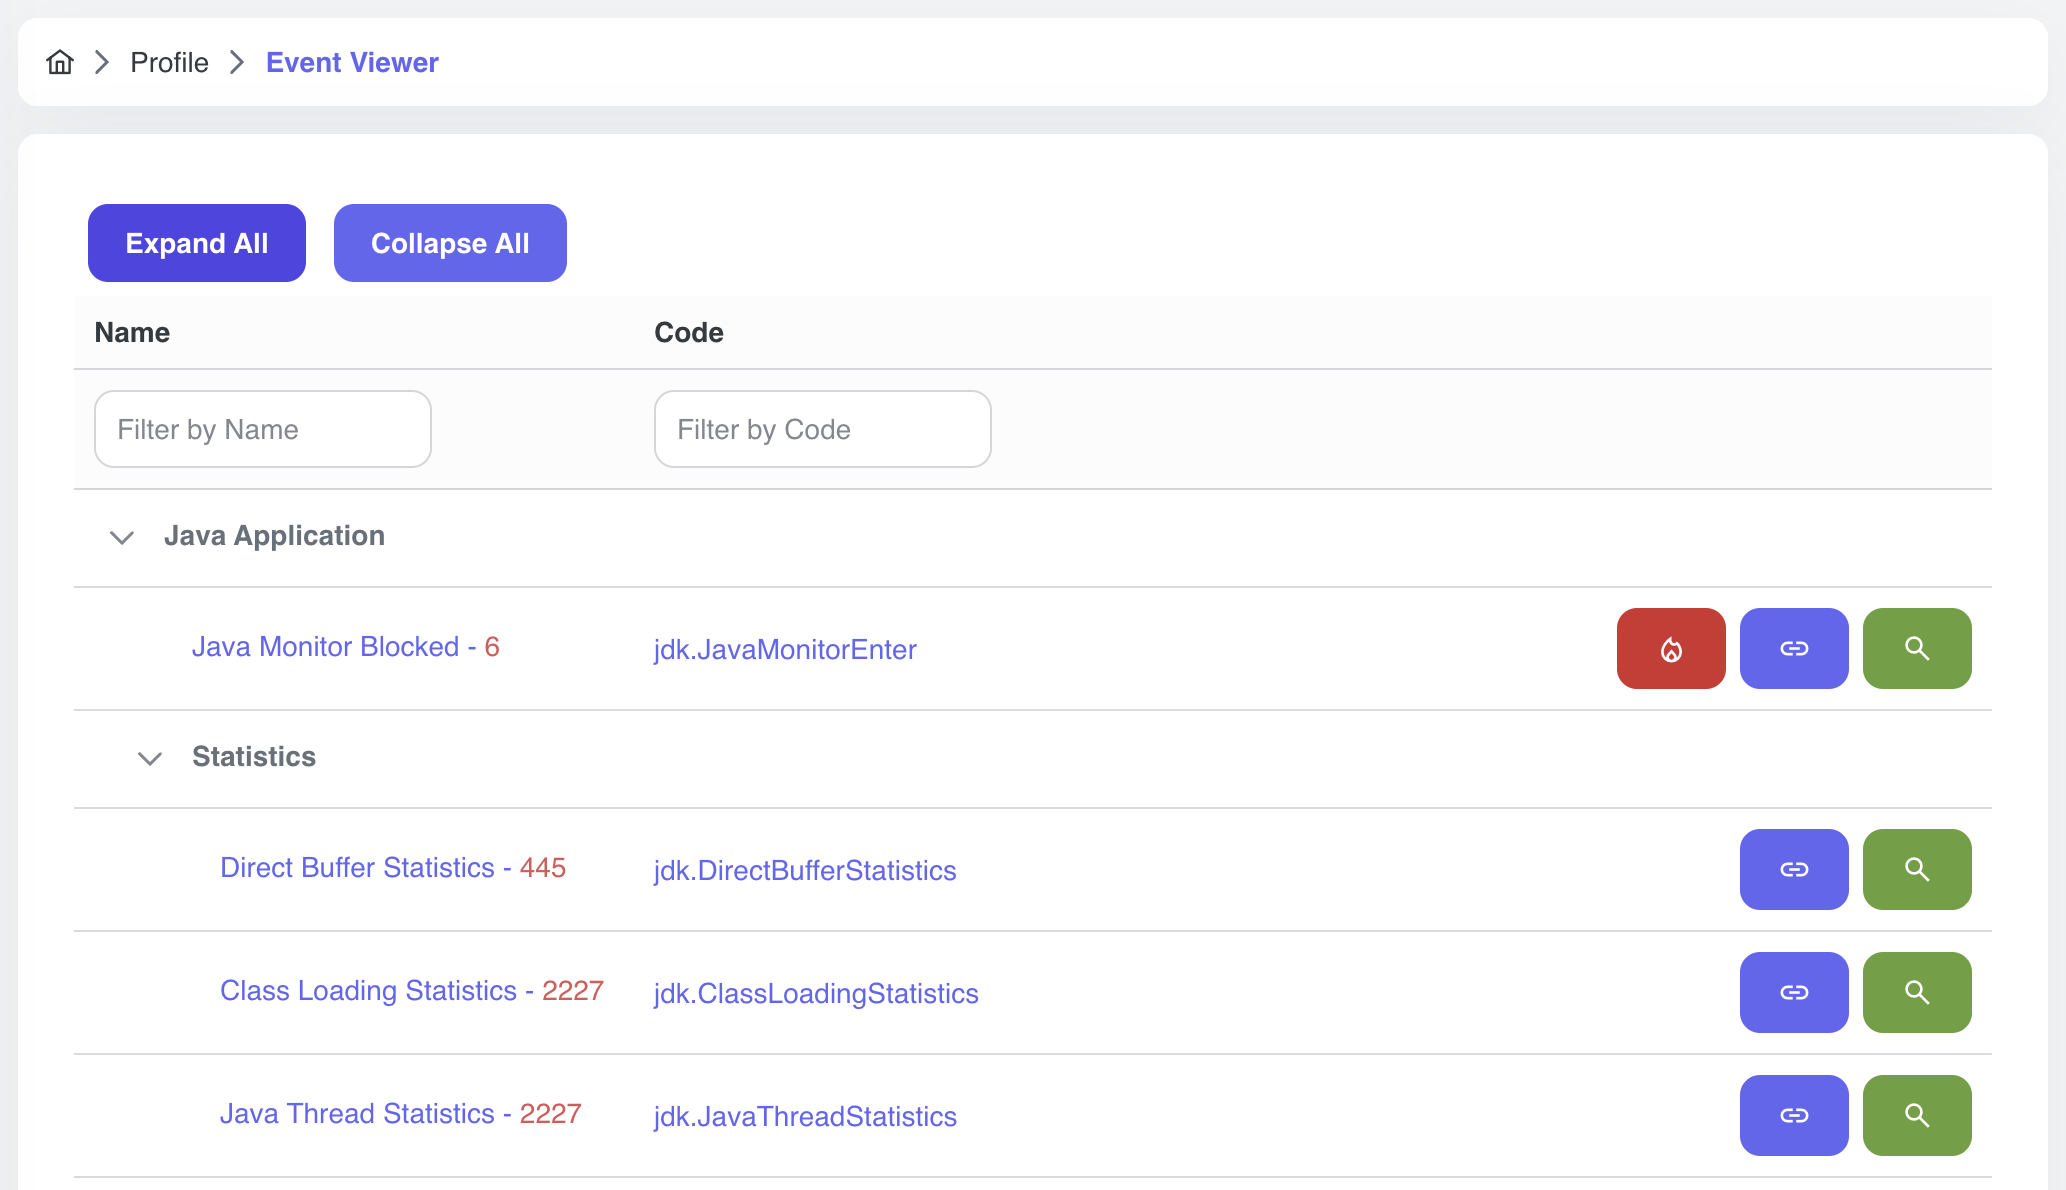 Profile Event Viewer
Expand All Collapse All
Name Code
Filter by Name Filter by Code
Java Application
Java Monitor Blocked - 6 jdk.JavaMonitorEnter
Statistics
Direct Buffer Statistics - 445 jdk.DirectBufferStatistics
Class Loading Statistics - 2227 jdk.ClassLoadingStatistics
Java Thread Statistics - 2227 jdk.JavaThreadStatistics